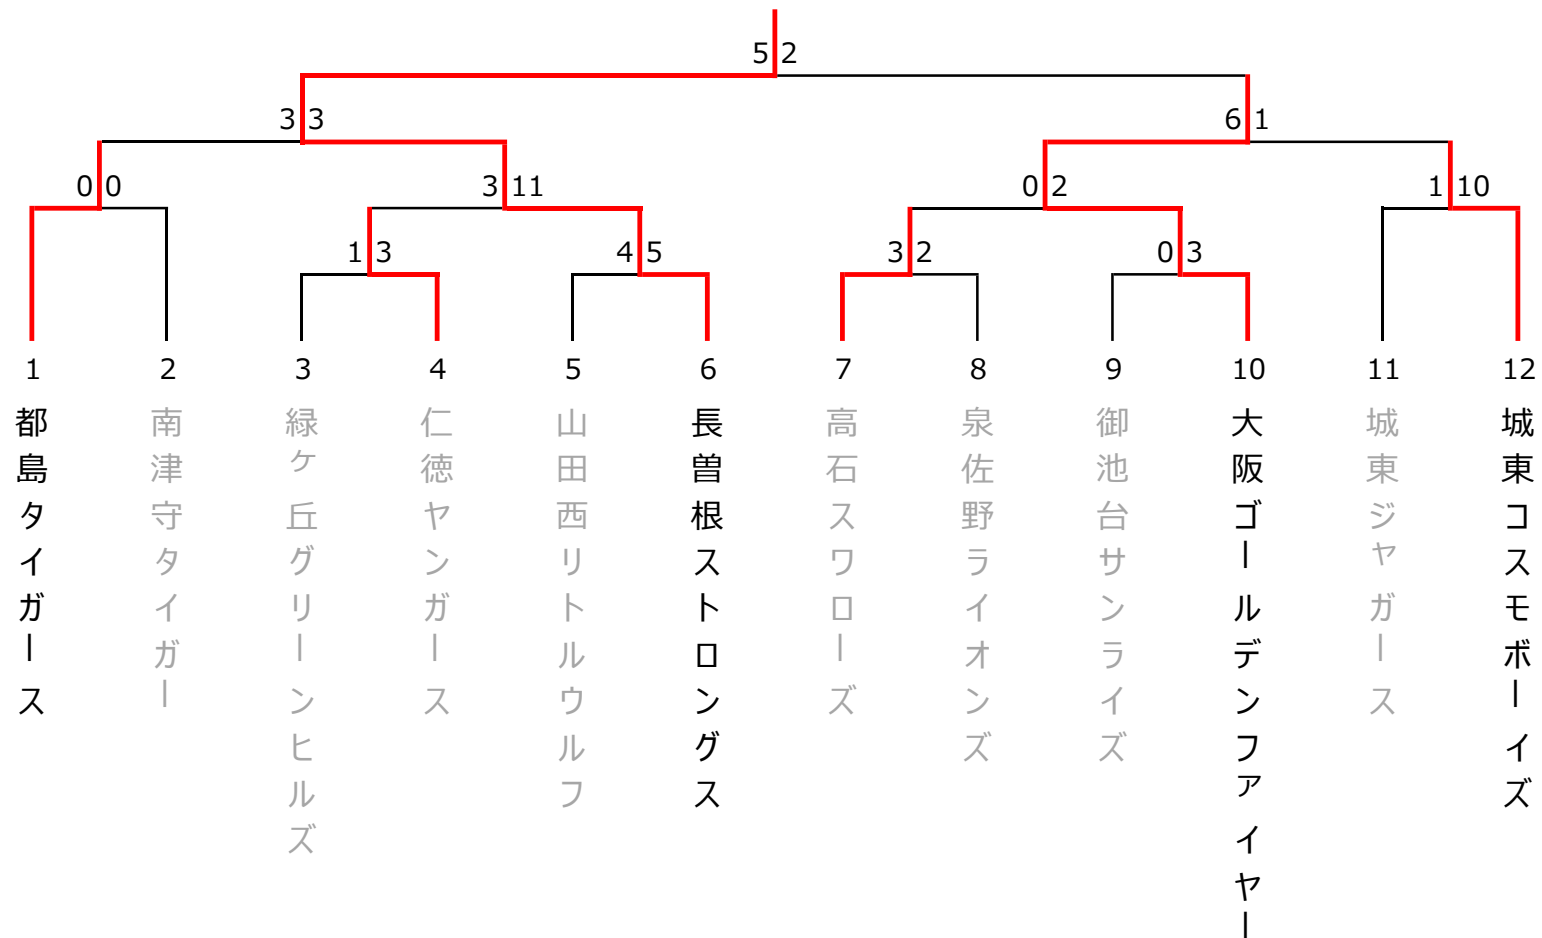 5 2
3 3
6 1
0 0
3 11
0 2
1 10
1 3
4 5
3 2
0 3
1 2 3 4 5 6 7 8 9 10 11 12
都島タイガース
南津守タイガー
緑ヶ丘グリーンヒルズ
仁徳ヤンガース
山田西リトルウルフ
長曽根ストロングス
高石スワローズ
泉佐野ライオンズ
御池台サンライズ
大阪ゴールデンファイヤー
城東ジャガース
城東コスモボーイズ